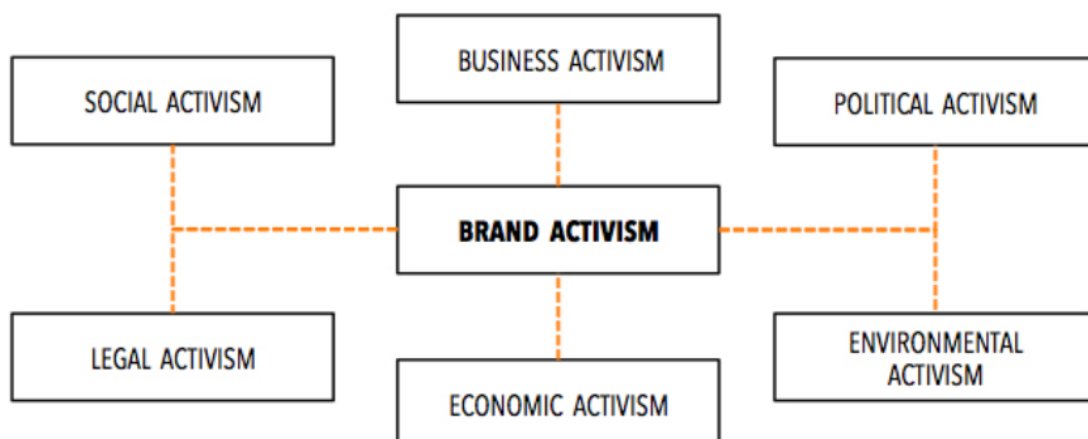 BUSINESS ACTIVISM
SOCIAL ACTIVISM
POLITICAL ACTIVISM
BRAND ACTIVISM
LEGAL ACTIVISM
ENVIRONMENTAL
ACTIVISM
ECONOMIC ACTIVISM